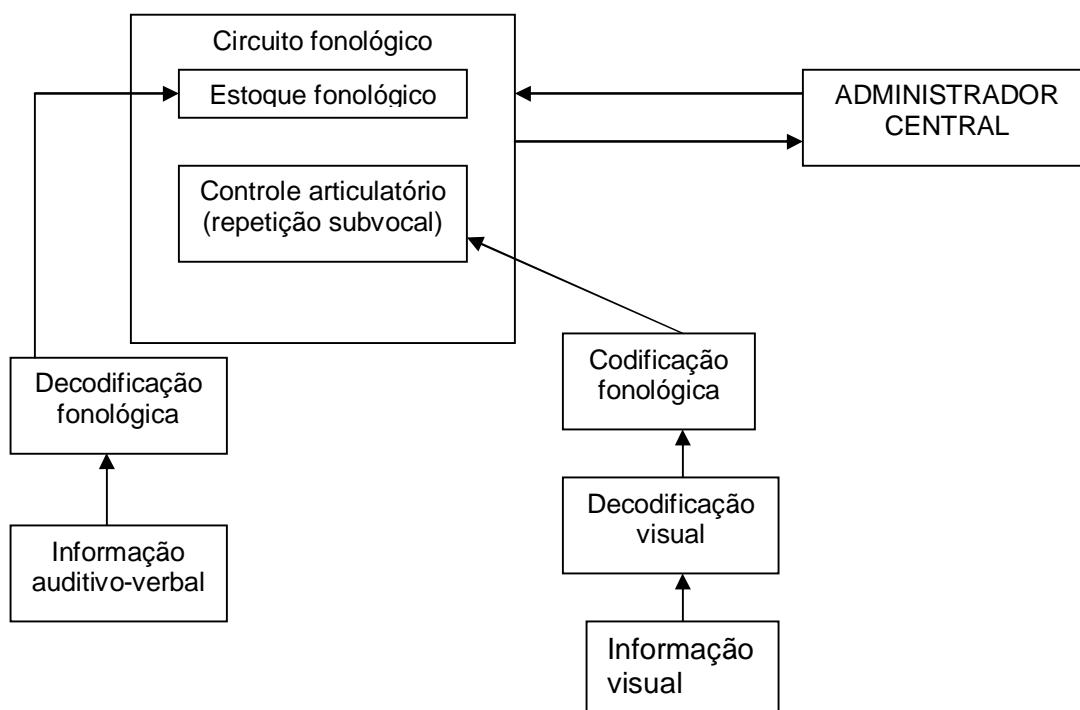 Circuito fonológico
Estoque fonológico
ADMINISTRADOR
CENTRAL
Controle articulatório
(repetição subvocal)
Decodificação
fonológica
Codificação
fonológica
Informação
auditivo-verbal
Decodificação
visual
Informação
visual